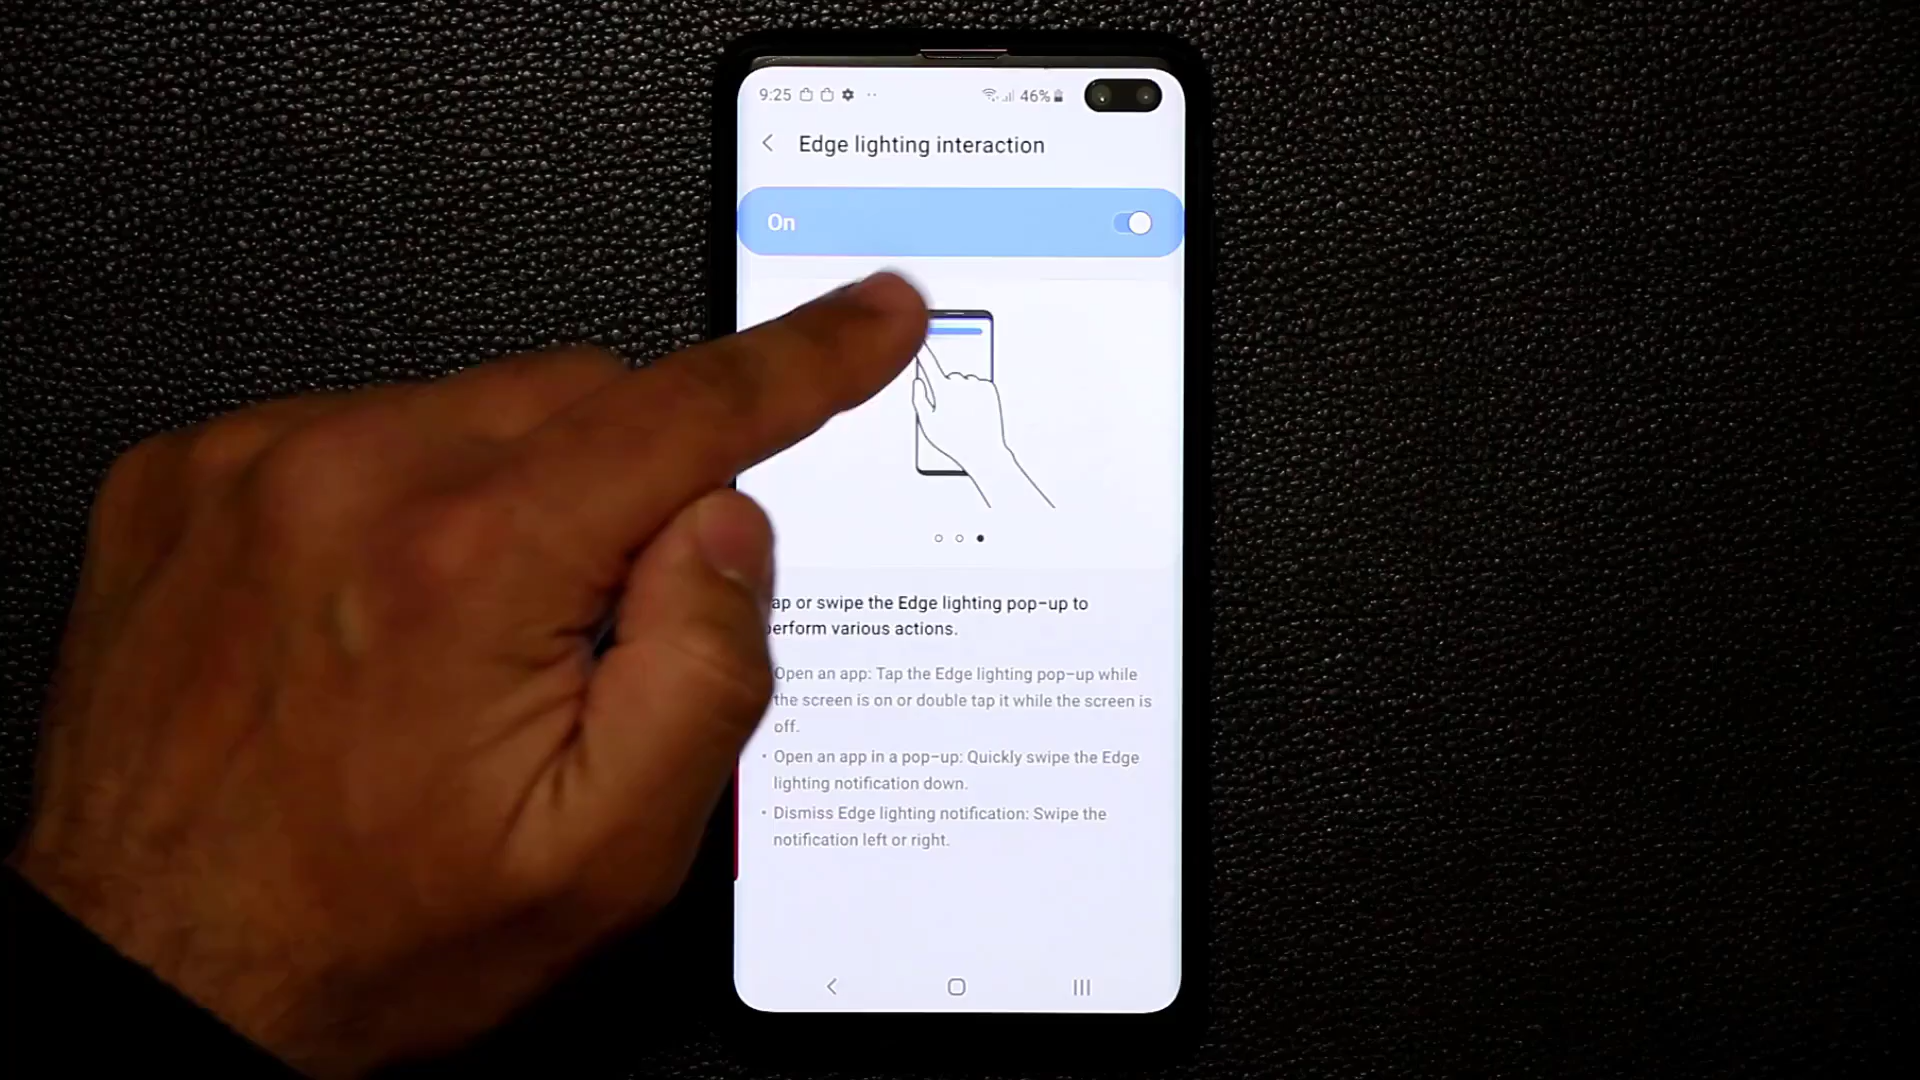 9:25 46%
Edge lighting interaction
On
ap or swipe the Edge lighting pop-up to
erform various actions.
Open an app: Tap the Edge lighting pop-up while
the screen is on or double tap it while the screen is
off.
• Open an app in a pop-up: Quickly swipe the Edge
lighting notification down.
• Dismiss Edge lighting notification: Swipe the
notification left or right.